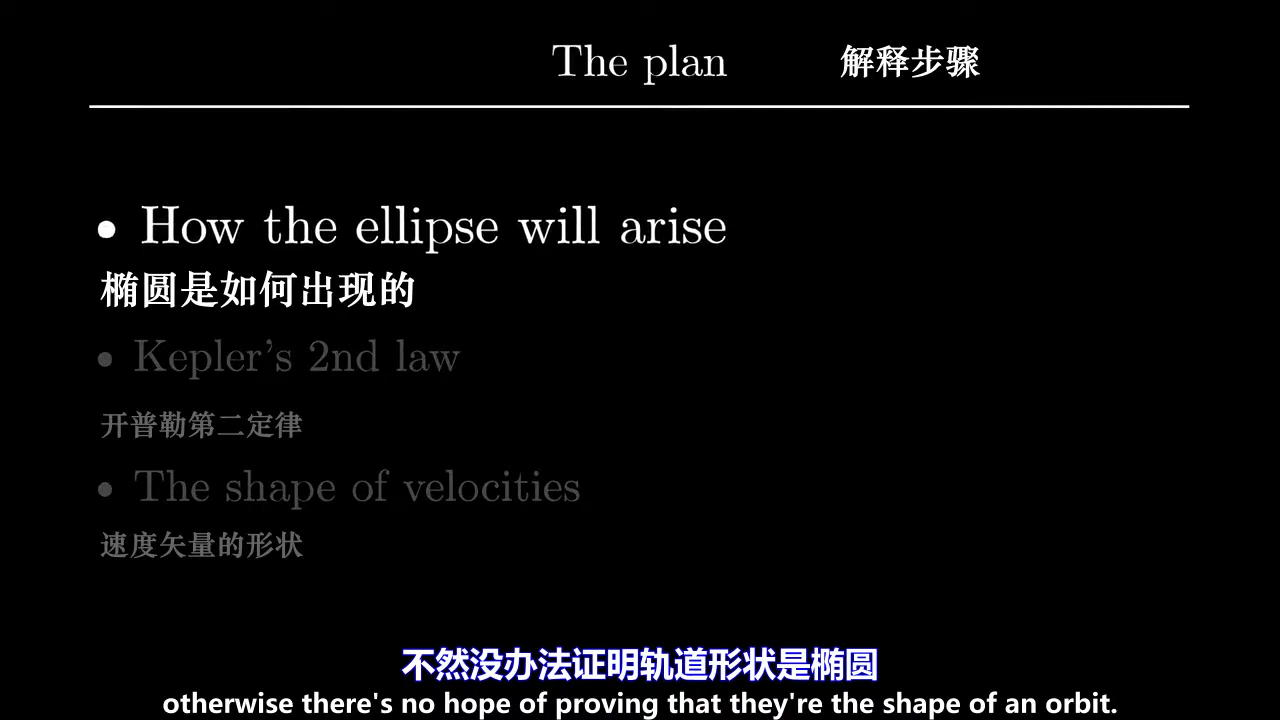 The plan 解释步骤
• How the ellipse will arise
椭圆是如何出现的
• Kepler's 2nd law
开普勒第二定律
• The shape of velocities
速度矢量的形状
不然没办法证明轨道形状是椭圆
otherwise there's no hope of proving that they're the shape of an orbit.